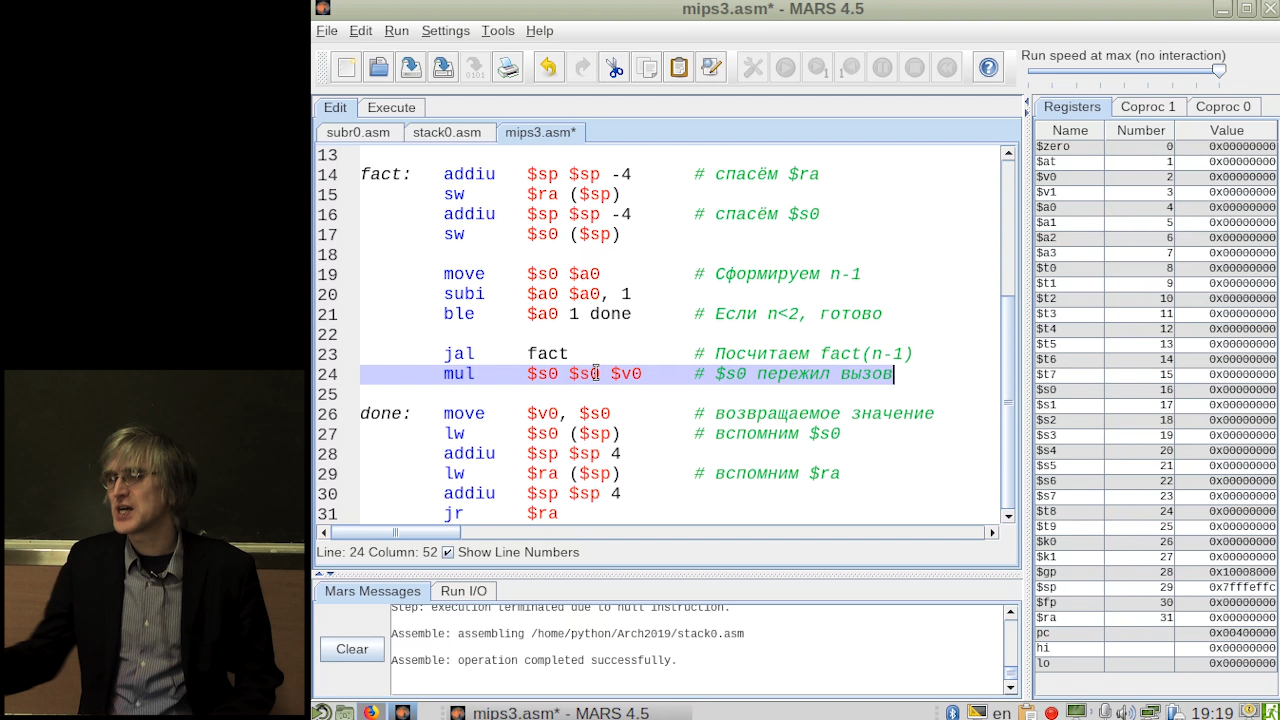 mips3.asm* - MARS 4.5
File Edit Run Settings Tools Help
Run speed at max (no interaction)
Edit Execute
subr0.asm stack0.asm mips3.asm*
13
14 fact: addiu $sp $sp -4 # спасём $ra
15 sw $ra ($sp)
16 addiu $sp $sp -4 # спасём $s0
17 sw $s0 ($sp)
18
19 move $s0 $a0 # Сформируем n-1
20 subi $a0 $a0, 1
21 ble $a0 1 done # Если n<2, готово
22
23 jal fact # Посчитаем fact(n-1)
24 mul $s0 $s0 $v0 # $s0 пережил вызов
25
26 done: move $v0, $s0 # возвращаемое значение
27 lw $s0 ($sp) # вспомним $s0
28 addiu $sp $sp 4
29 lw $ra ($sp) # вспомним $ra
30 addiu $sp $sp 4
31 jr $ra
Line: 24 Column: 52 Show Line Numbers
Mars Messages Run I/O
Clear
Step: execution terminated due to null instruction.
Assemble: assembling /home/python/Arch2019/stack0.asm
Assemble: operation completed successfully.
Registers Coproc 1 Coproc 0
Name Number Value
$zero 0 0x00000000
$at 1 0x00000000
$v0 2 0x00000000
$v1 3 0x00000000
$a0 4 0x00000000
$a1 5 0x00000000
$a2 6 0x00000000
$a3 7 0x00000000
$t0 8 0x00000000
$t1 9 0x00000000
$t2 10 0x00000000
$t3 11 0x00000000
$t4 12 0x00000000
$t5 13 0x00000000
$t6 14 0x00000000
$t7 15 0x00000000
$s0 16 0x00000000
$s1 17 0x00000000
$s2 18 0x00000000
$s3 19 0x00000000
$s4 20 0x00000000
$s5 21 0x00000000
$s6 22 0x00000000
$s7 23 0x00000000
$t8 24 0x00000000
$t9 25 0x00000000
$k0 26 0x00000000
$k1 27 0x00000000
$gp 28 0x10008000
$sp 29 0x7fffeffc
$fp 30 0x00000000
$ra 31 0x00000000
pc 0x00400000
hi 0x00000000
lo 0x00000000
mips3.asm* - MARS 4.5 en 19:19